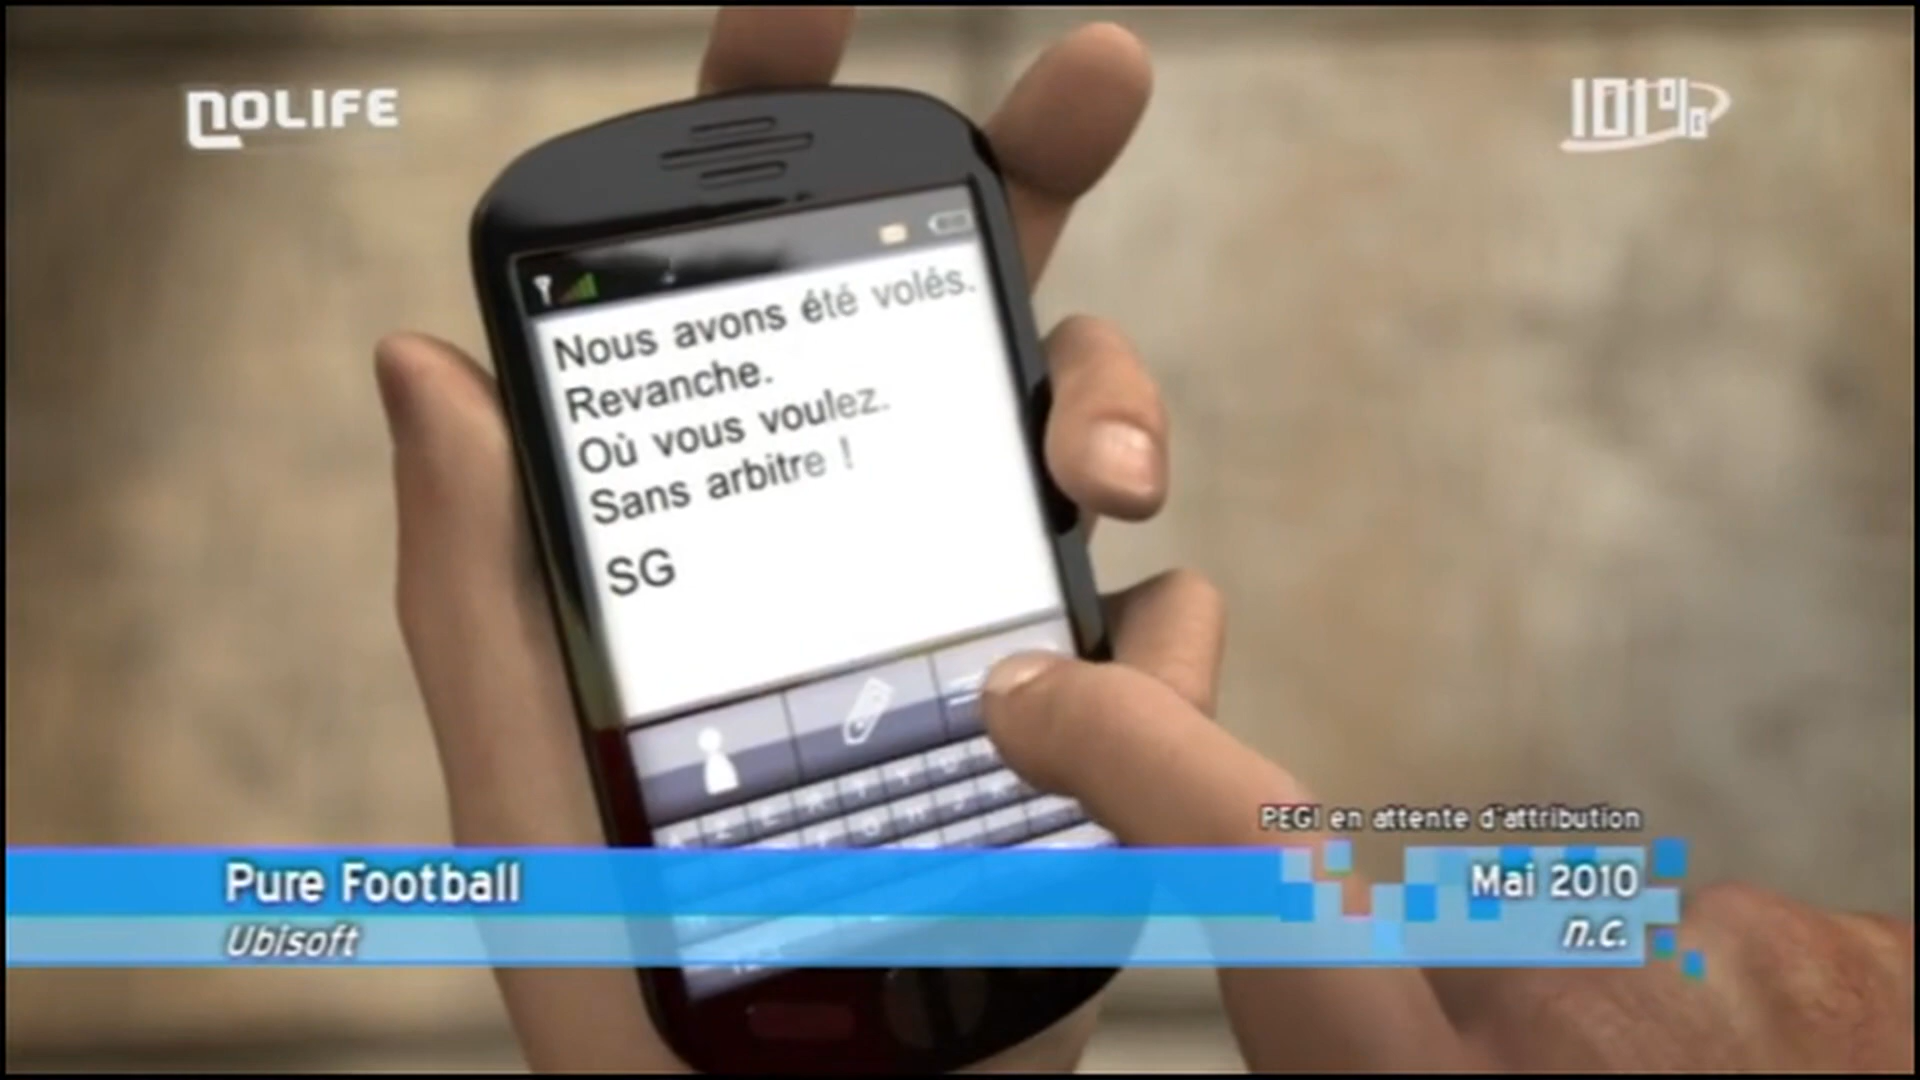 NOLIFE
101%
Nous avons été volés.
Revanche.
Où vous voulez.
Sans arbitre !
SG
PEGI en attente d'attribution
Pure Football
Mai 2010
Ubisoft
n.c.